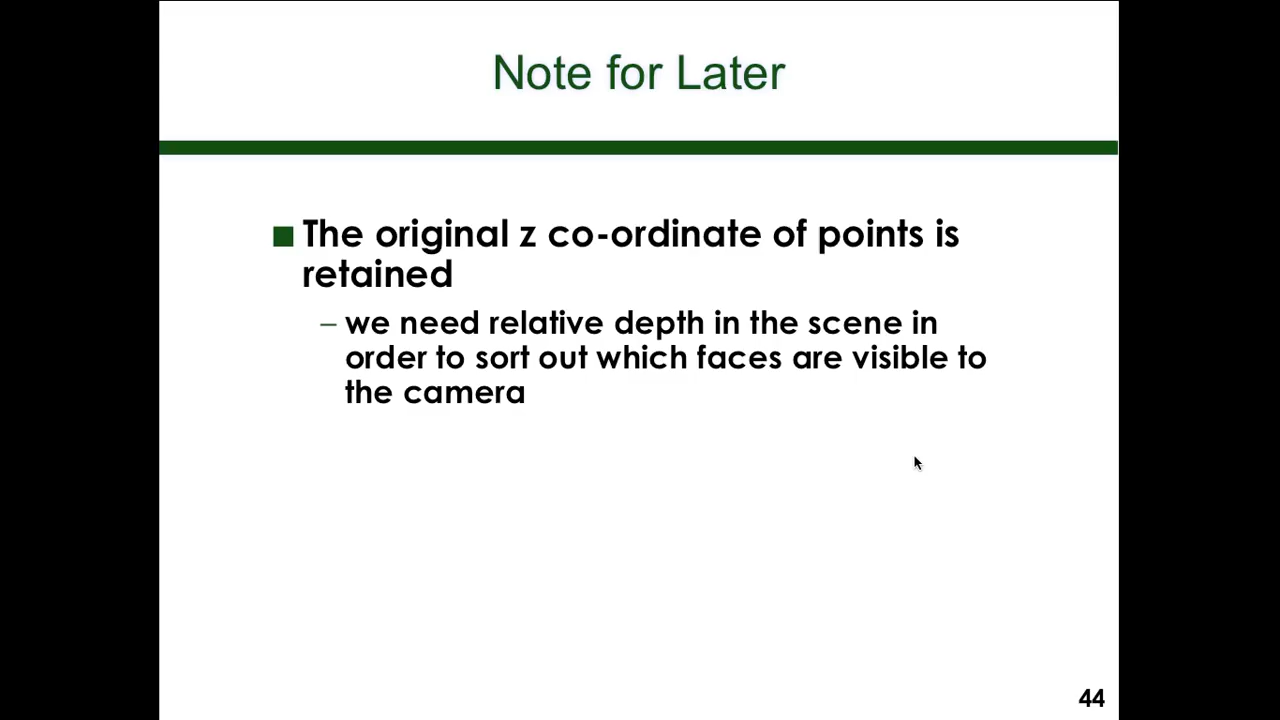 Note for Later
The original z co-ordinate of points is
retained
– we need relative depth in the scene in
order to sort out which faces are visible to
the camera
44